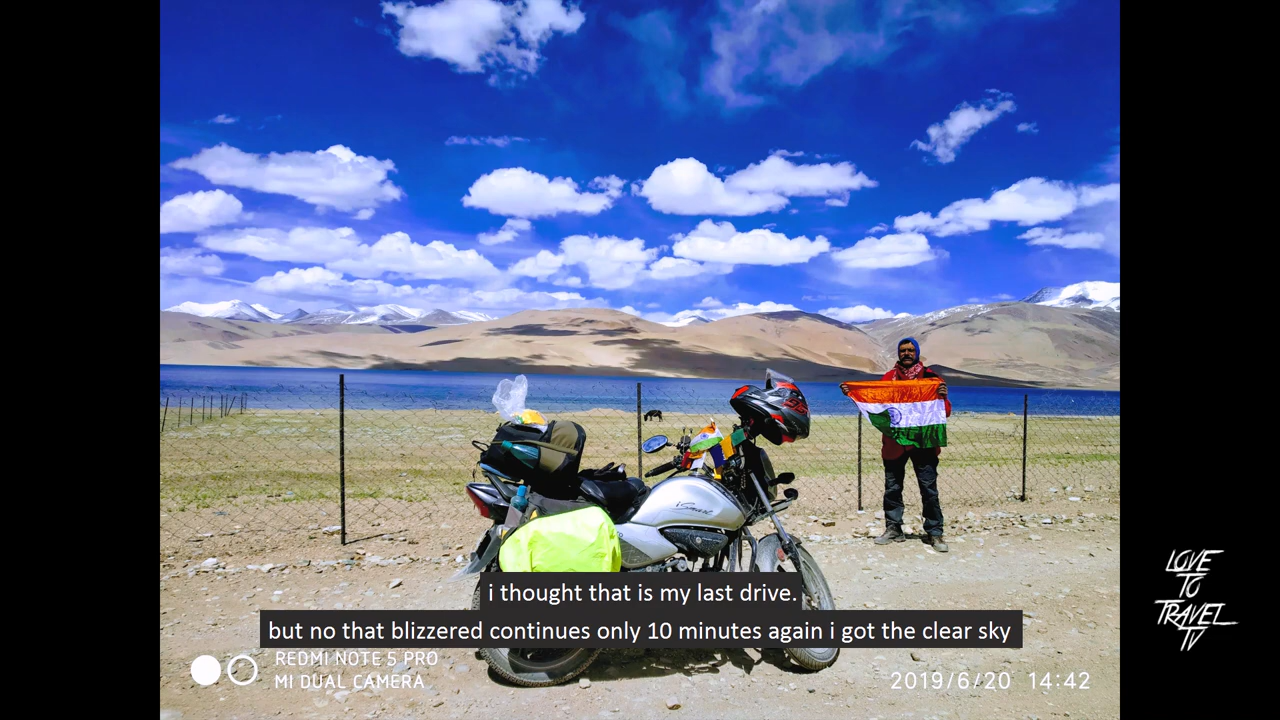 iSmart
i thought that is my last drive.
but no that blizzered continues only 10 minutes again i got the clear sky
REDMI NOTE 5 PRO
MI DUAL CAMERA
2019/6/20 14:42
LOVE
TO
TRAVEL
TV